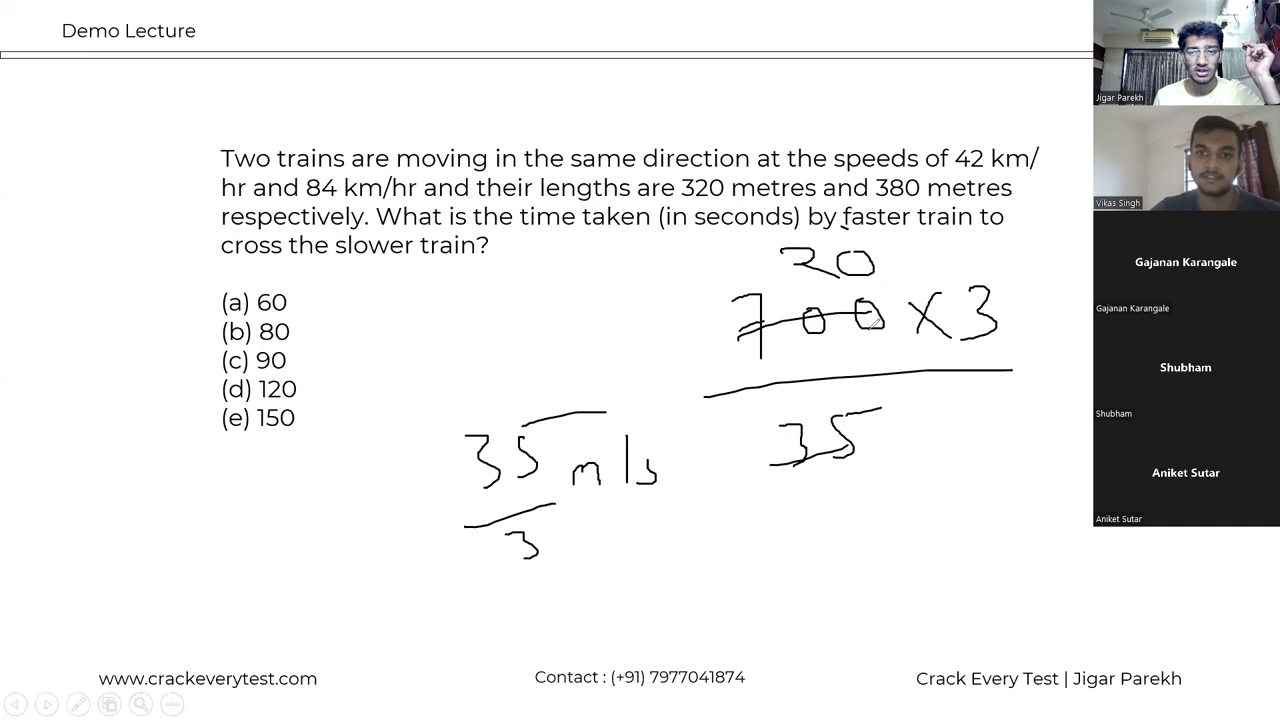 Demo Lecture
Jigar Parekh
Vikas Singh
Two trains are moving in the same direction at the speeds of 42 km/
hr and 84 km/hr and their lengths are 320 metres and 380 metres
respectively. What is the time taken (in seconds) by faster train to
cross the slower train?
Gajanan Karangale
Gajanan Karangale
20
700 x 3
35
(a) 60
(b) 80
(c) 90
(d) 120
(e) 150
35 m/s
3
Shubham
Shubham
Aniket Sutar
Aniket Sutar
www.crackeverytest.com
Contact : (+91) 7977041874
Crack Every Test | Jigar Parekh